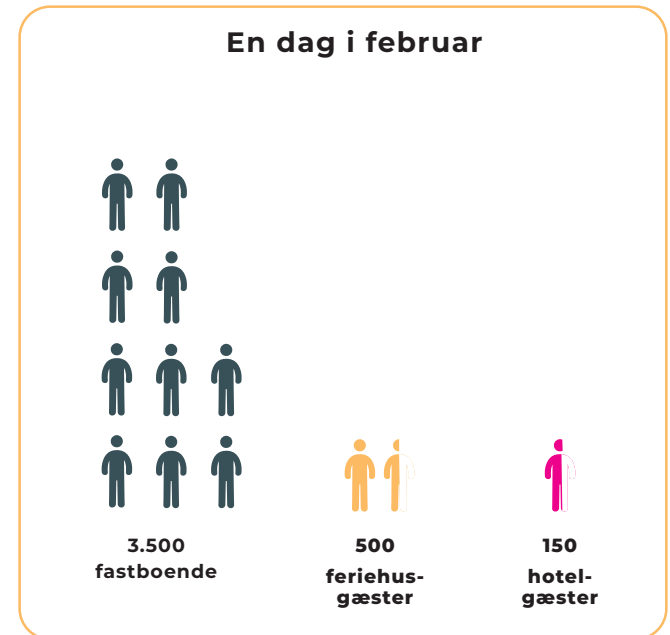 En dag i februar
3.500
fastboende
500
feriehus-
gæster
150
hotel-
gæster